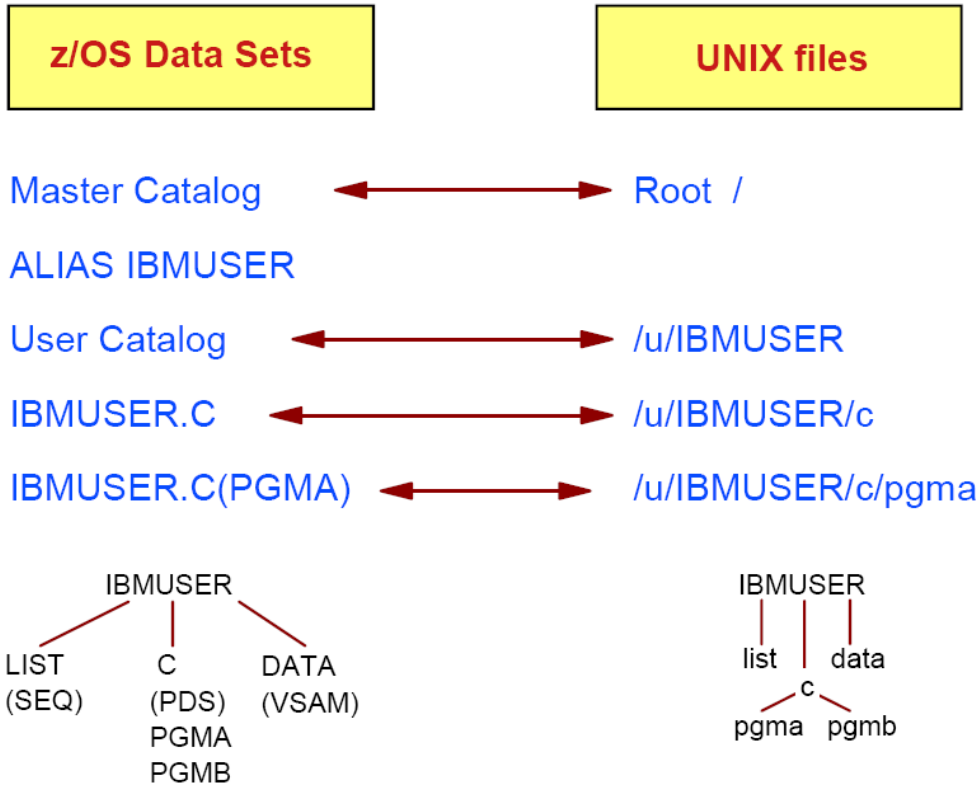 z/OS Data Sets
UNIX files
Master Catalog
Root /
ALIAS IBMUSER
User Catalog
/u/IBMUSER
IBMUSER.C
/u/IBMUSER/c
IBMUSER.C(PGMA)
/u/IBMUSER/c/pgma
IBMUSER
LIST
(SEQ)
C
(PDS)
PGMA
PGMB
DATA
(VSAM)
IBMUSER
list
data
c
pgma
pgmb